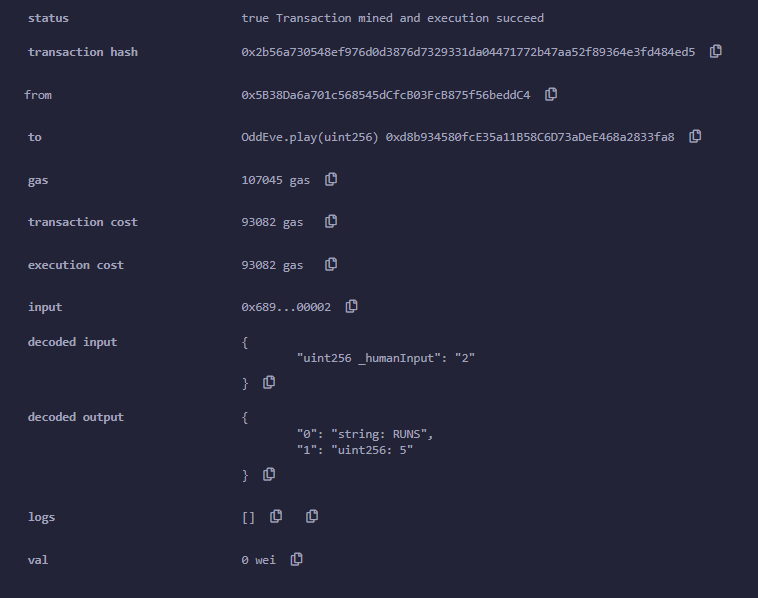 status true Transaction mined and execution succeed
transaction hash 0x2b56a730548ef976d0d3876d7329331da04471772b47aa52f89364e3fd484ed5
from 0x5B38Da6a701c568545dCfcB03FcB875f56beddC4
to OddEve.play(uint256) 0xd8b934580fcE35a11B58C6D73aDeE468a2833fa8
gas 107045 gas
transaction cost 93082 gas
execution cost 93082 gas
input 0x689...00002
decoded input {
"uint256 _humanInput": "2"
}
decoded output {
"0": "string: RUNS",
"1": "uint256: 5"
}
logs []
val 0 wei